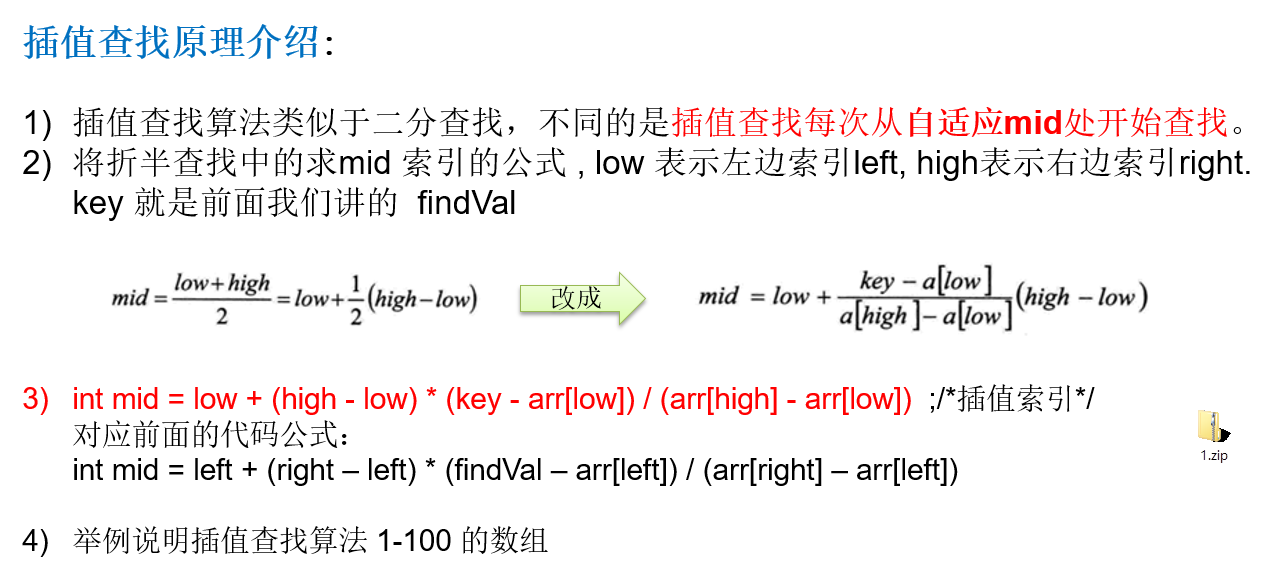 插值查找原理介绍:
1) 插值查找算法类似于二分查找，不同的是插值查找每次从自适应mid处开始查找。
2) 将折半查找中的求mid 索引的公式 , low 表示左边索引left, high表示右边索引right.
key 就是前面我们讲的 findVal
mid = \frac{low+high}{2} = low+\frac{1}{2}(high-low) 改成 mid = low + \frac{key-a[low]}{a[high]-a[low]}(high-low)
3) int mid = low + (high - low) * (key - arr[low]) / (arr[high] - arr[low]) ;/*插值索引*/
对应前面的代码公式：
int mid = left + (right – left) * (findVal – arr[left]) / (arr[right] – arr[left])
1.zip
4) 举例说明插值查找算法 1-100 的数组